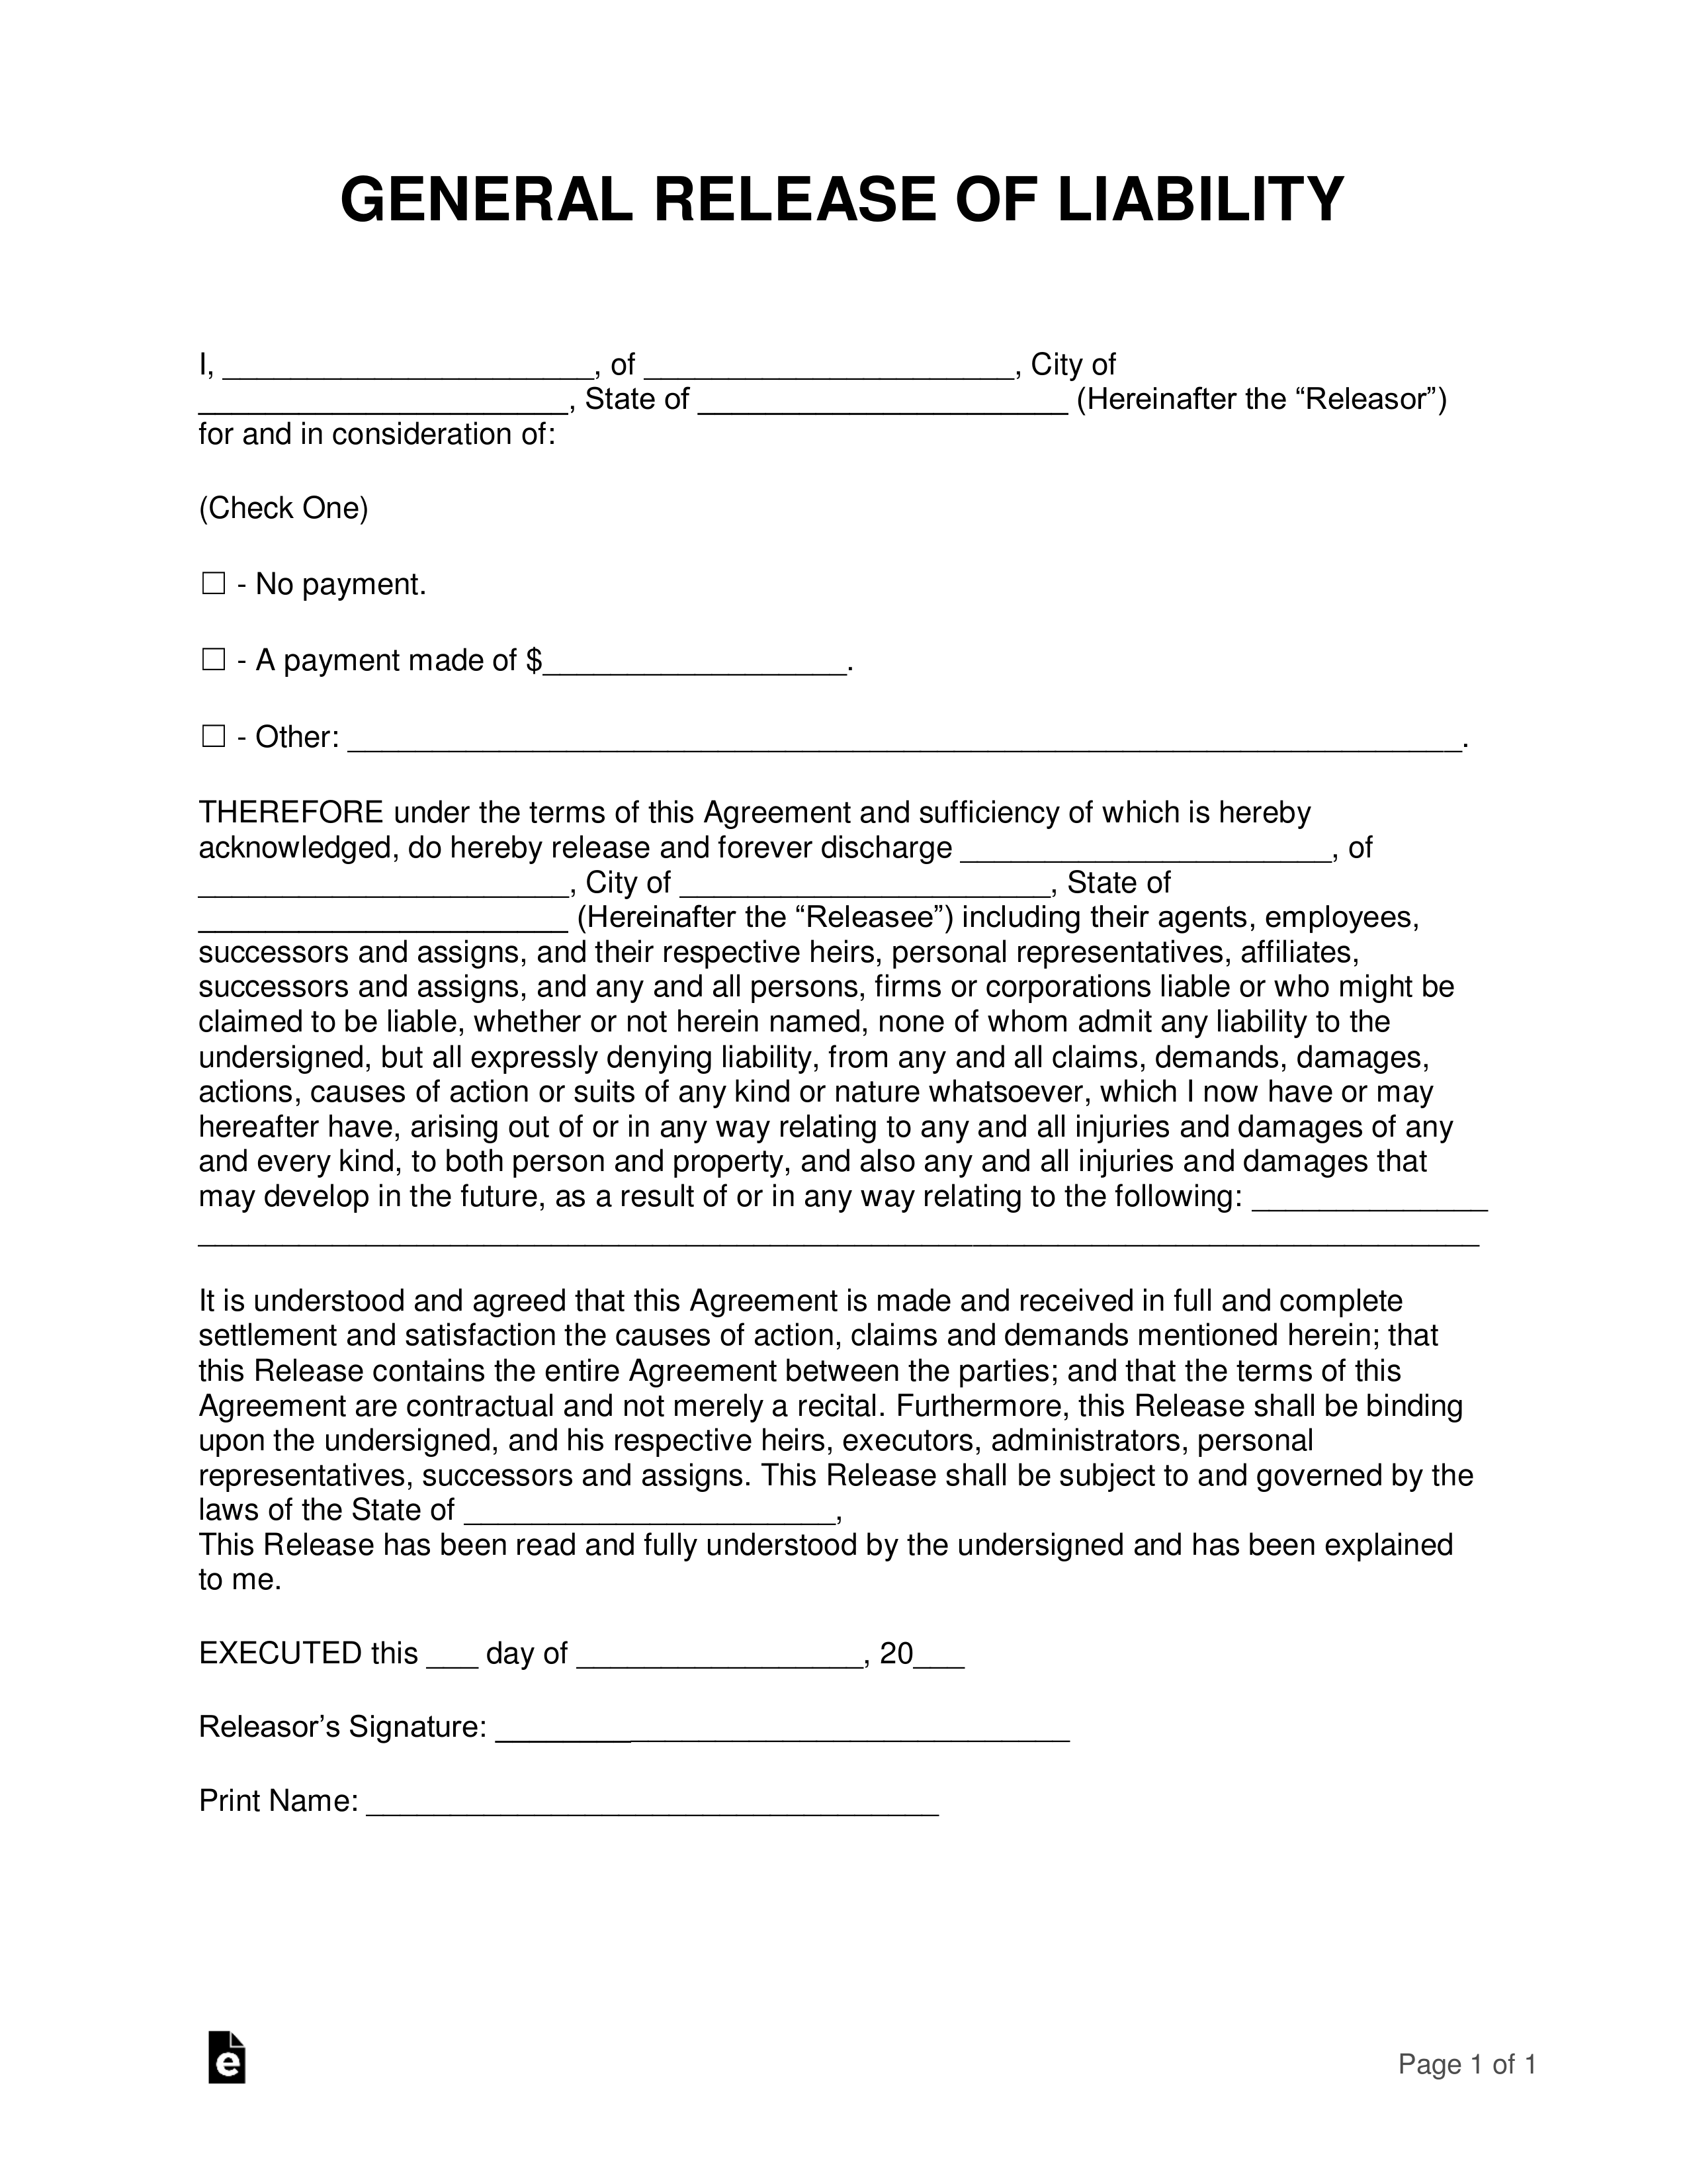 GENERAL RELEASE OF LIABILITY
I, ______________________, of ______________________, City of
______________________, State of ______________________ (Hereinafter the “Releasor”)
for and in consideration of:
(Check One)
☐ - No payment.
☐ - A payment made of $__________________.
☐ - Other: __________________________________________________________________.
THEREFORE under the terms of this Agreement and sufficiency of which is hereby
acknowledged, do hereby release and forever discharge ______________________, of
______________________, City of ______________________, State of
______________________ (Hereinafter the “Releasee”) including their agents, employees,
successors and assigns, and their respective heirs, personal representatives, affiliates,
successors and assigns, and any and all persons, firms or corporations liable or who might be
claimed to be liable, whether or not herein named, none of whom admit any liability to the
undersigned, but all expressly denying liability, from any and all claims, demands, damages,
actions, causes of action or suits of any kind or nature whatsoever, which I now have or may
hereafter have, arising out of or in any way relating to any and all injuries and damages of any
and every kind, to both person and property, and also any and all injuries and damages that
may develop in the future, as a result of or in any way relating to the following: ______________
____________________________________________________________________________
It is understood and agreed that this Agreement is made and received in full and complete
settlement and satisfaction the causes of action, claims and demands mentioned herein; that
this Release contains the entire Agreement between the parties; and that the terms of this
Agreement are contractual and not merely a recital. Furthermore, this Release shall be binding
upon the undersigned, and his respective heirs, executors, administrators, personal
representatives, successors and assigns. This Release shall be subject to and governed by the
laws of the State of ______________________,
This Release has been read and fully understood by the undersigned and has been explained
to me.
EXECUTED this ___ day of _________________, 20___
Releasor’s Signature: __________________________________
Print Name: __________________________________
e
Page 1 of 1